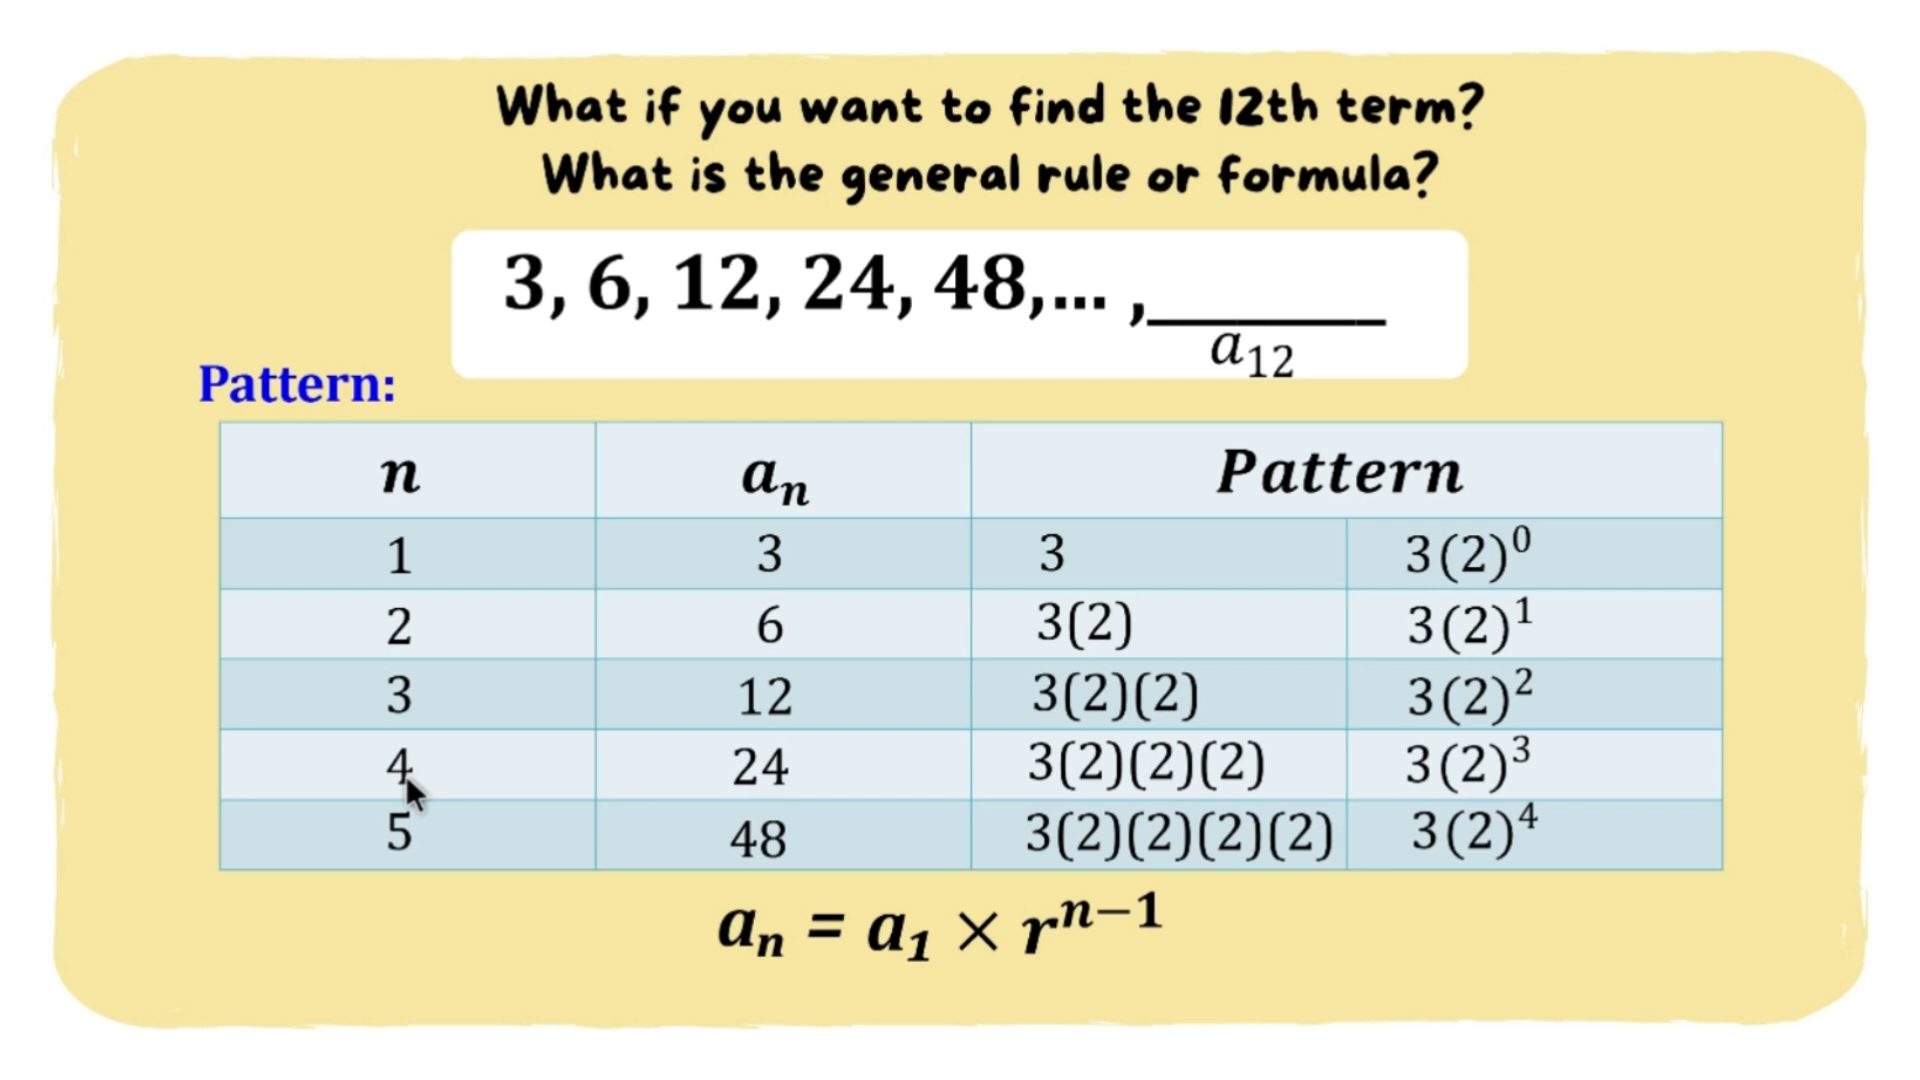 What if you want to find the 12th term?
What is the general rule or formula?
3, 6, 12, 24, 48,... ,_______
a₁₂
Pattern:
n aₙ Pattern
1 3 3 3(2)⁰
2 6 3(2) 3(2)¹
3 12 3(2)(2) 3(2)²
4 24 3(2)(2)(2) 3(2)³
5 48 3(2)(2)(2)(2) 3(2)⁴
aₙ = a₁ × rⁿ⁻¹